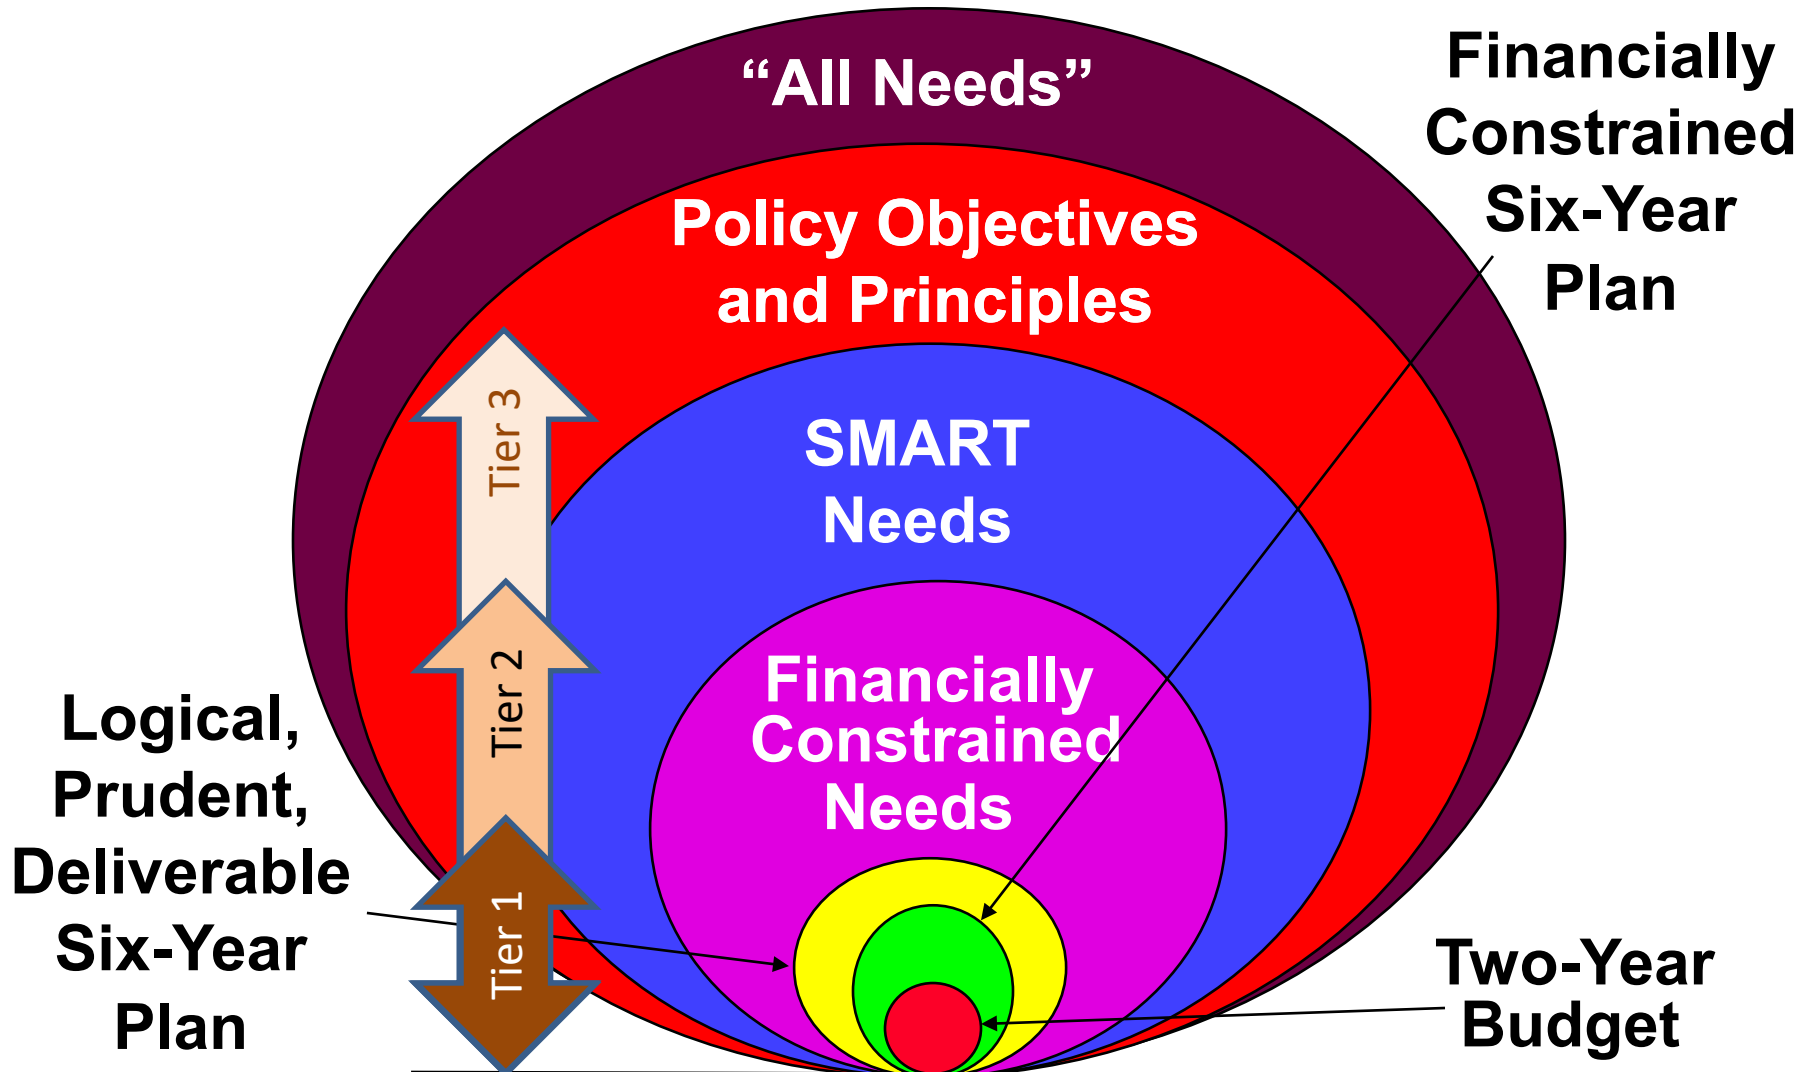 “All Needs”
Policy Objectives
and Principles
SMART
Needs
Financially
Constrained
Needs
Financially
Constrained
Six-Year
Plan
Tier 3
Tier 2
Tier 1
Logical,
Prudent,
Deliverable
Six-Year
Plan
Two-Year
Budget